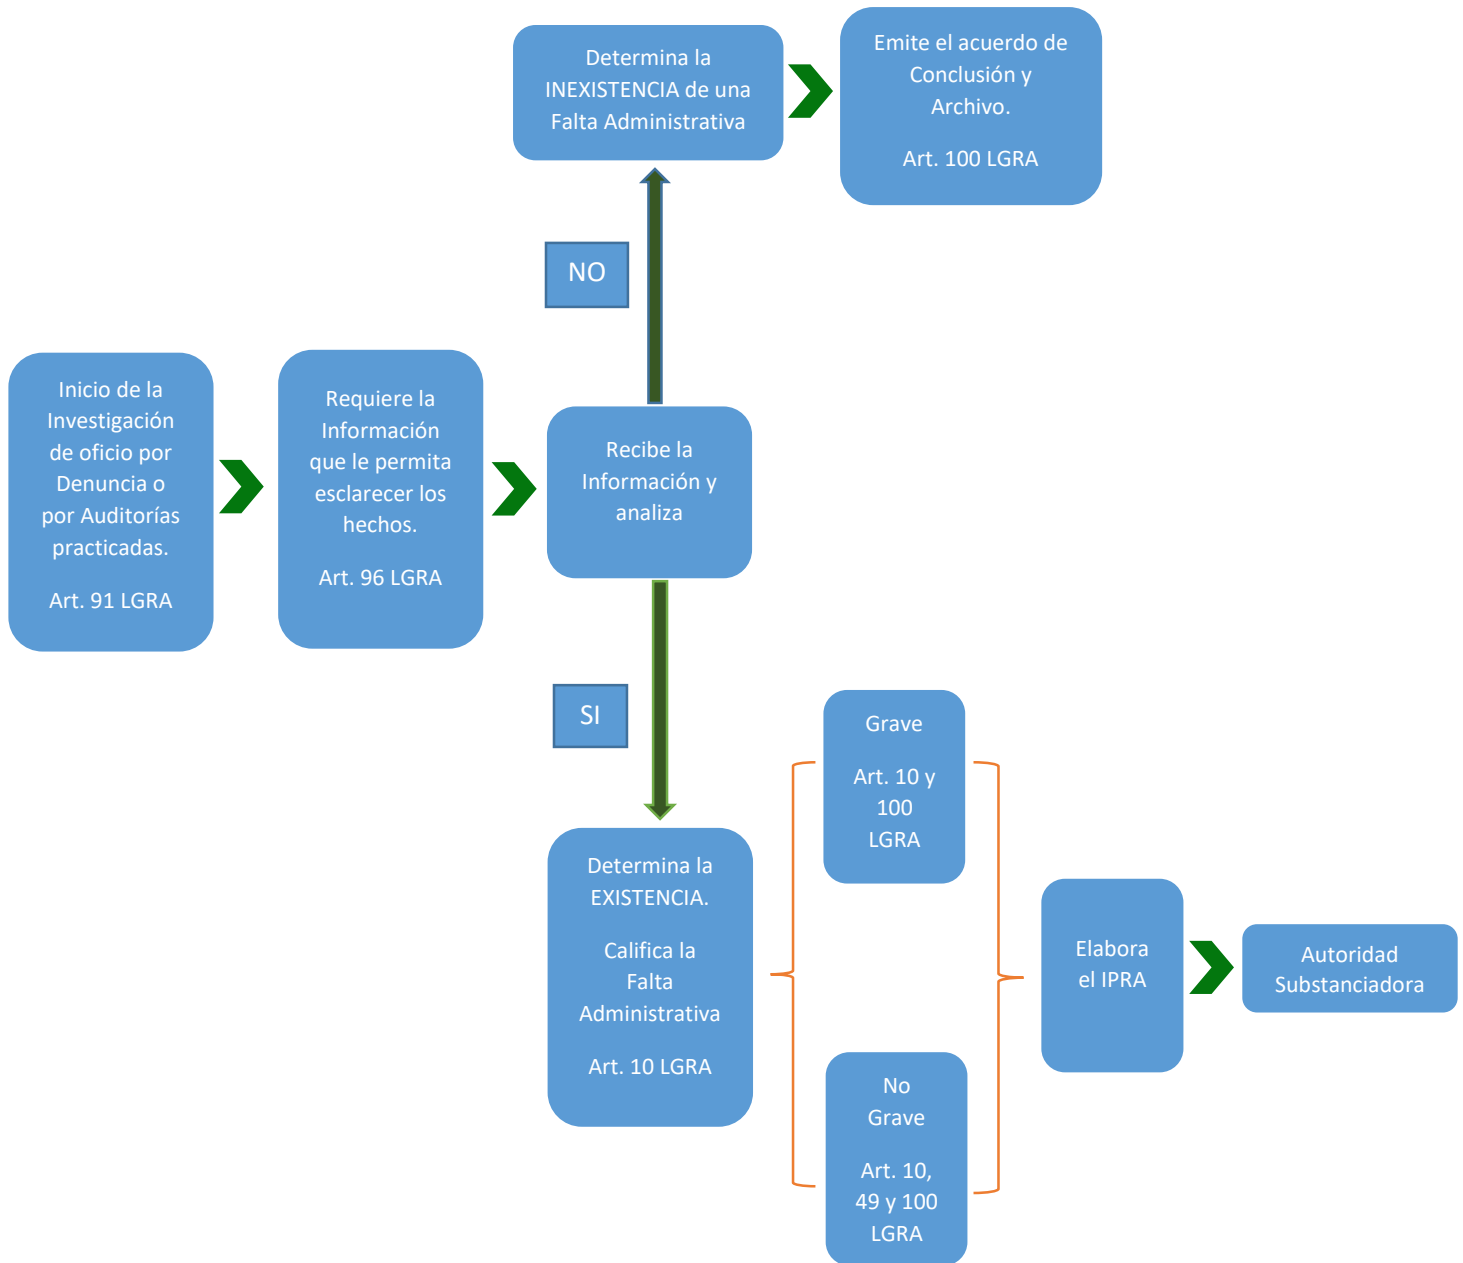 Determina la
INEXISTENCIA de una
Falta Administrativa
Emite el acuerdo de
Conclusión y
Archivo.
Art. 100 LGRA
NO
Inicio de la
Investigación
de oficio por
Denuncia o
por Auditorías
practicadas.
Art. 91 LGRA
Requiere la
Información
que le permita
esclarecer los
hechos.
Art. 96 LGRA
Recibe la
Información y
analiza
SI
Determina la
EXISTENCIA.
Califica la
Falta
Administrativa
Art. 10 LGRA
Grave
Art. 10 y
100
LGRA
No
Grave
Art. 10,
49 y 100
LGRA
Elabora
el IPRA
Autoridad
Substanciadora